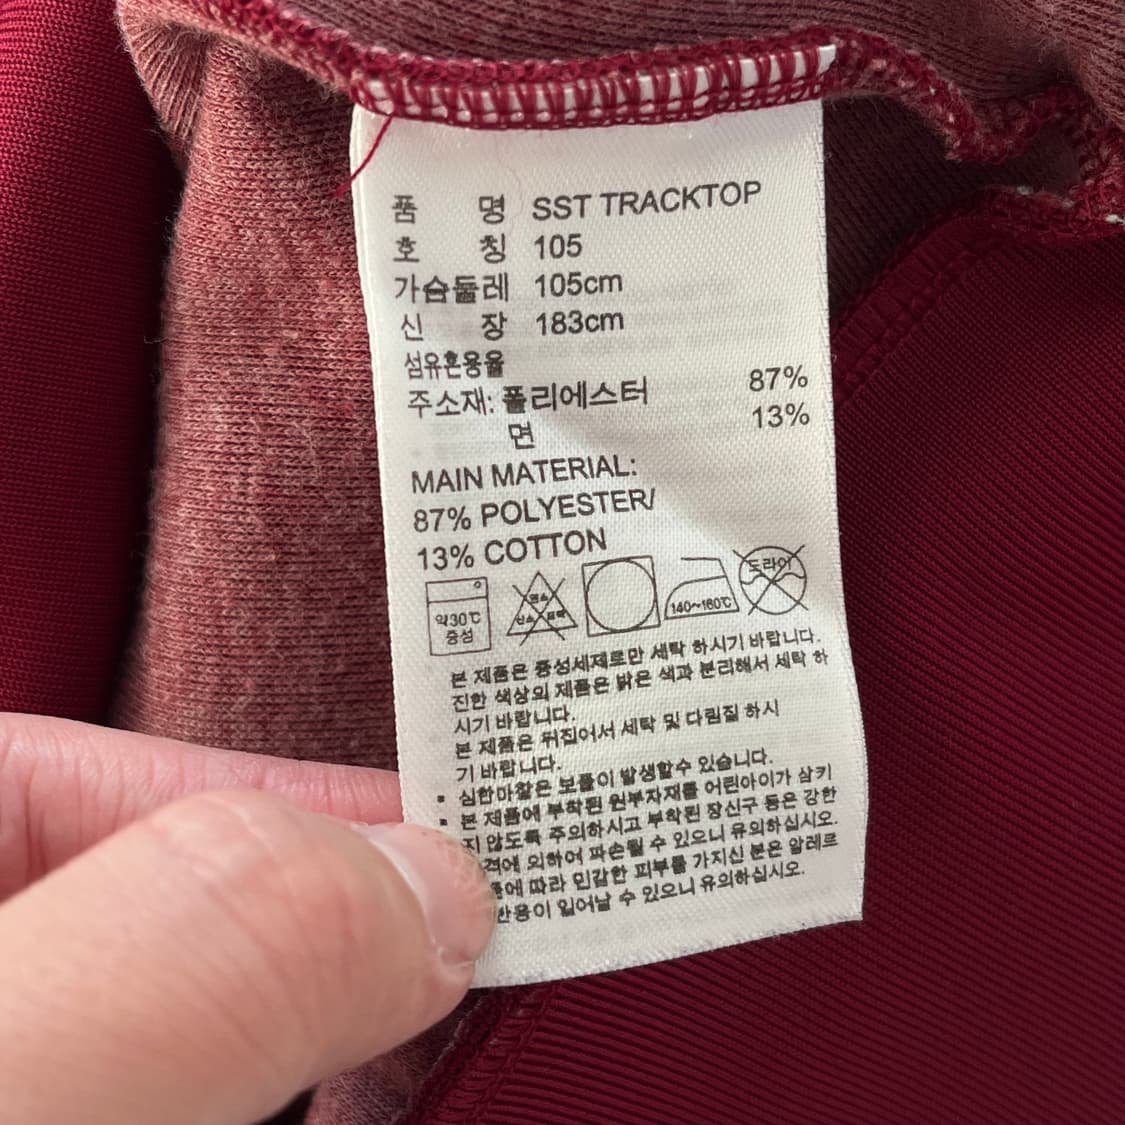 품 명 SST TRACKTOP
호 칭 105
가슴둘레 105cm
신 장 183cm
섬유혼용율
주소재: 폴리에스터 87%
면 13%
MAIN MATERIAL:
87% POLYESTER/
13% COTTON
약30℃
중성
염소
산소 표백
140~160℃
드라이
본 제품은 중성세제로만 세탁 하시기 바랍니다.
진한 색상의 제품은 밝은 색과 분리해서 세탁 하
시기 바랍니다.
본 제품은 뒤집어서 세탁 및 다림질 하시
기 바랍니다.
▪ 심한마찰은 보풀이 발생할수 있습니다.
▪ 본 제품에 부착된 원부자재를 어린아이가 삼키
지 않도록 주의하시고 부착된 장신구 등은 강한
에 의하여 파손될 수 있으니 유의하십시오.
에 따라 민감한 피부를 가지신 분은 알레르
반응이 일어날 수 있으니 유의하십시오.